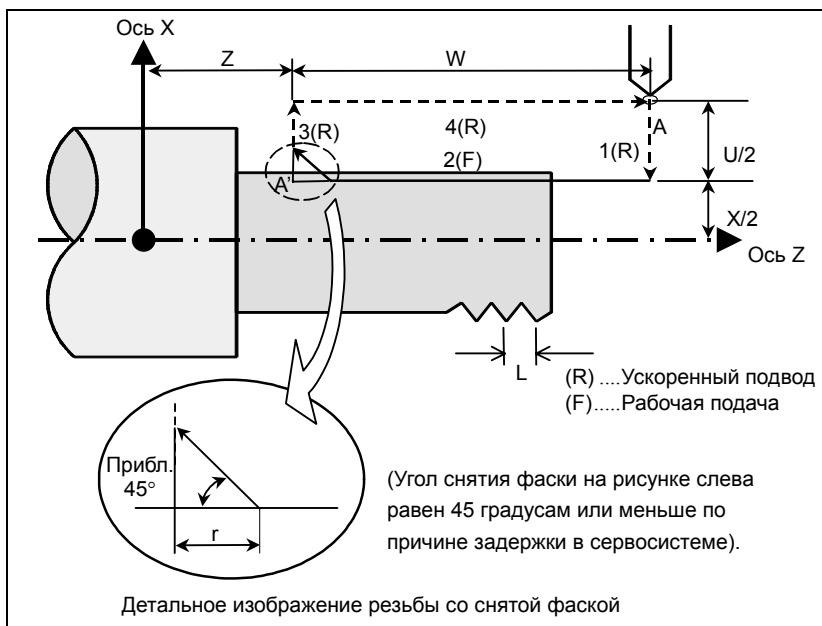 Ось X
Z
W
3(R)
4(R)
A
1(R)
U/2
2(F)
A'
X/2
Ось Z
L
(R) ....Ускоренный подвод
(F).....Рабочая подача
Прибл.
45°
r
(Угол снятия фаски на рисунке слева
равен 45 градусам или меньше по
причине задержки в сервосистеме).
Детальное изображение резьбы со снятой фаской